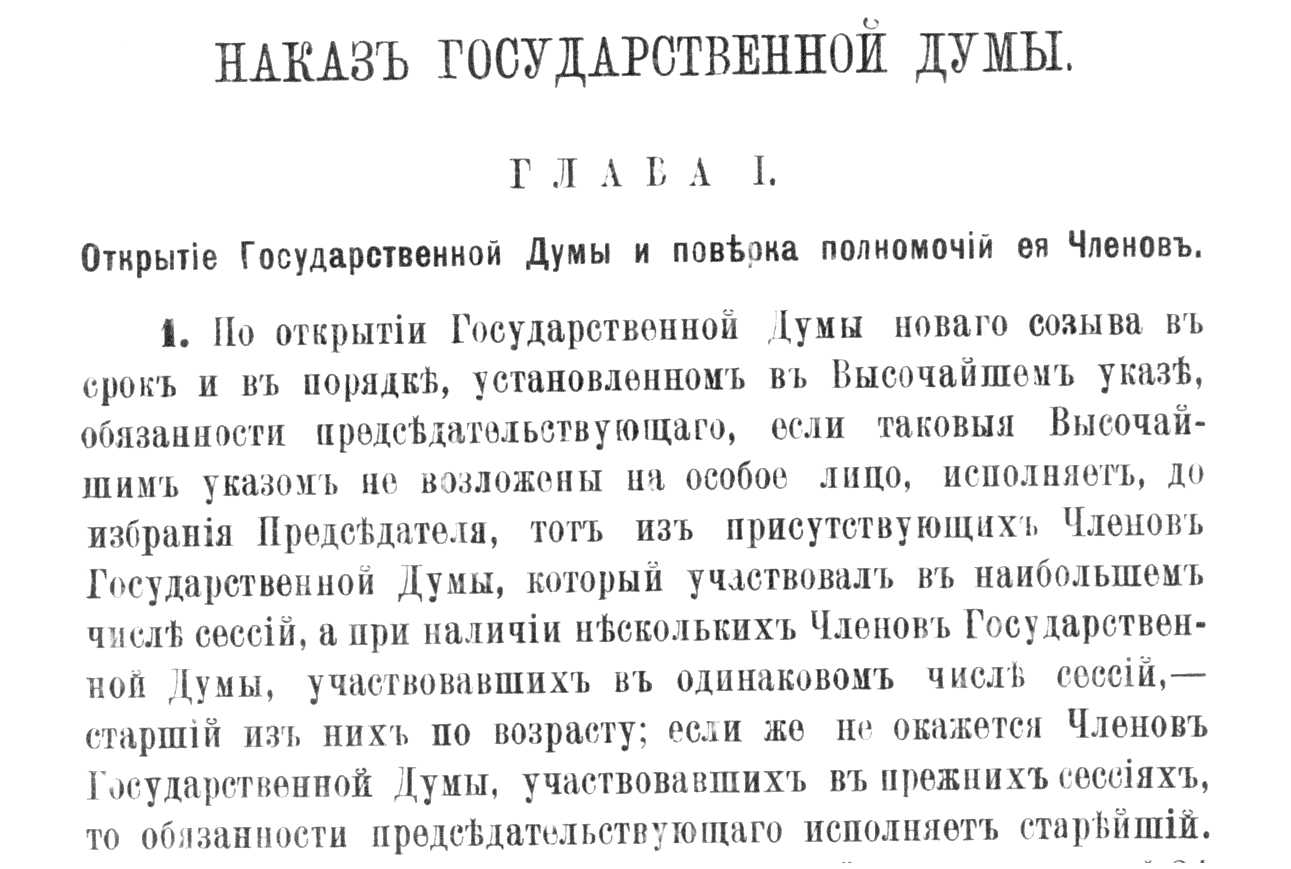 НАКАЗЪ ГОСУДАРСТВЕННОЙ ДУМЫ.
ГЛАВА I.
Открытіе Государственной Думы и повѣрка полномочій ея Членовъ.
1. По открытіи Государственной Думы новаго созыва въ
срокъ и въ порядкѣ, установленномъ въ Высочайшемъ указѣ,
обязанности предсѣдательствующаго, если таковыя Высочай-
шимъ указомъ не возложены на особое лицо, исполняетъ, до
избранія Предсѣдателя, тотъ изъ присутствующихъ Членовъ
Государственной Думы, который участвовалъ въ наибольшемъ
числѣ сессій, а при наличіи нѣсколькихъ Членовъ Государствен-
ной Думы, участвовавшихъ въ одинаковомъ числѣ сессій,—
старшій изъ нихъ по возрасту; если же не окажется Членовъ
Государственной Думы, участвовавшихъ въ прежнихъ сессіяхъ,
то обязанности предсѣдательствующаго исполняетъ старѣйшій.